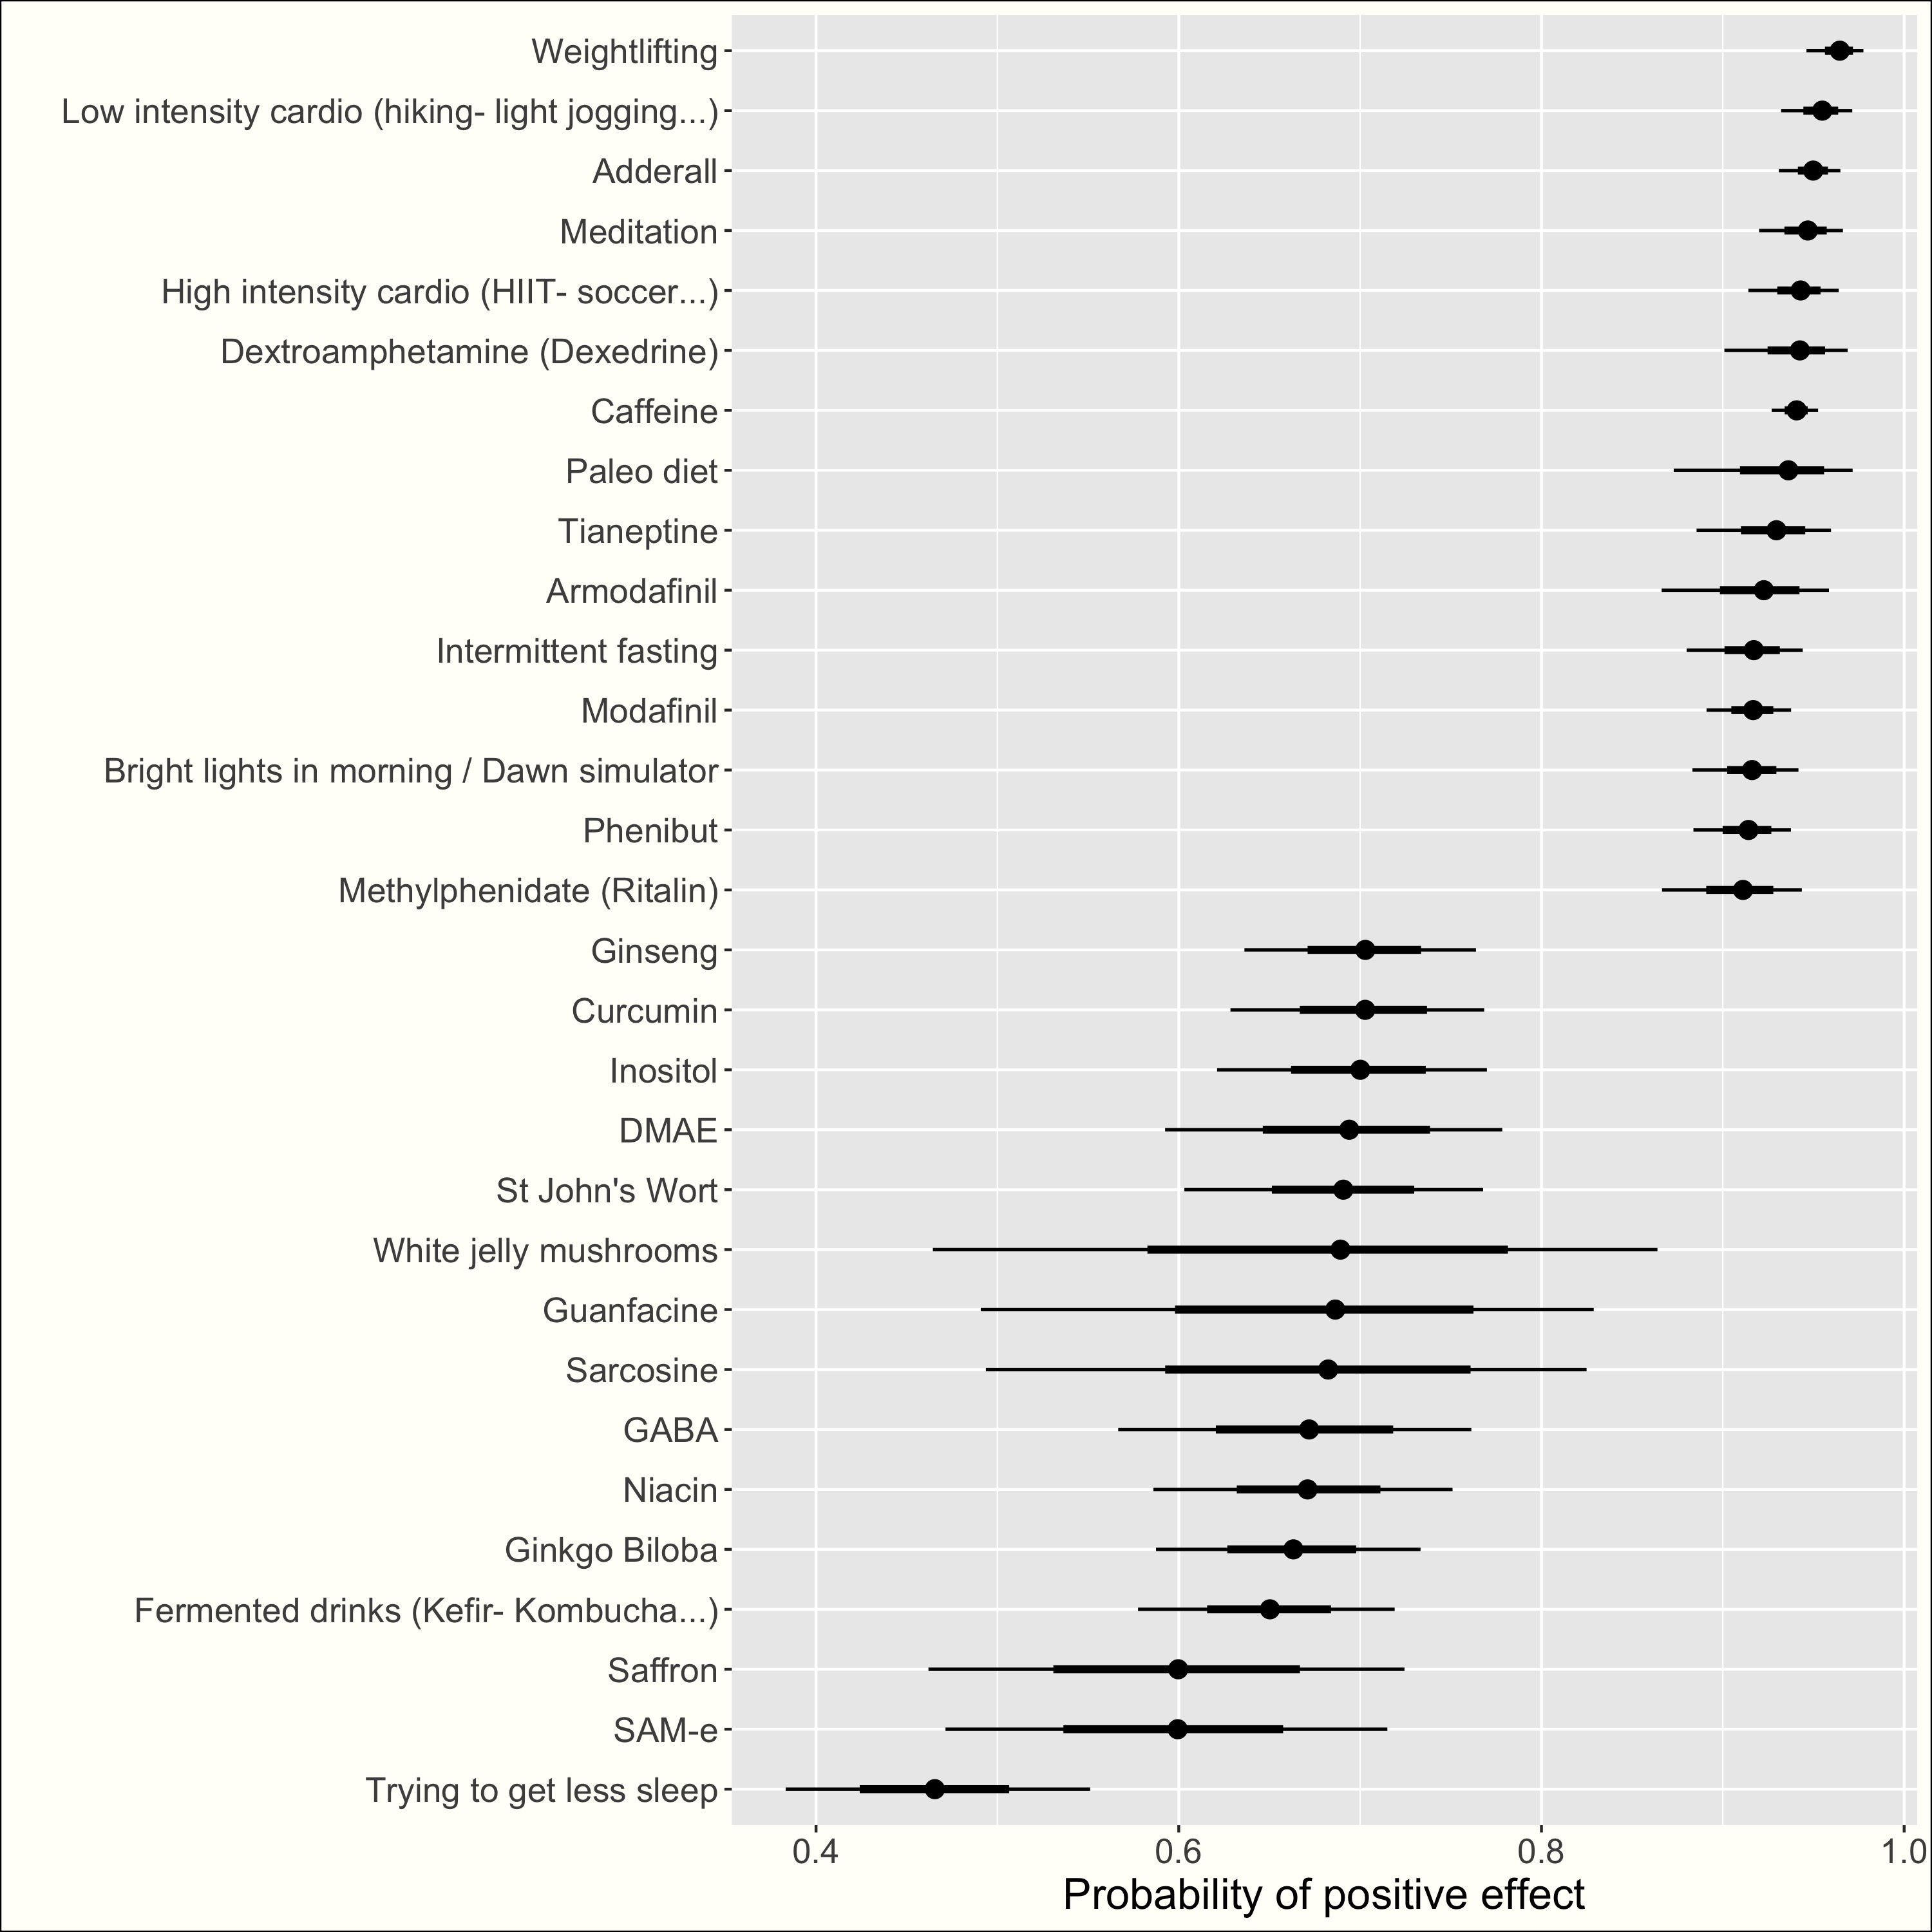 Weightlifting
Low intensity cardio (hiking- light jogging...)
Adderall
Meditation
High intensity cardio (HIIT- soccer...)
Dextroamphetamine (Dexedrine)
Caffeine
Paleo diet
Tianeptine
Armodafinil
Intermittent fasting
Modafinil
Bright lights in morning / Dawn simulator
Phenibut
Methylphenidate (Ritalin)
Ginseng
Curcumin
Inositol
DMAE
St John's Wort
White jelly mushrooms
Guanfacine
Sarcosine
GABA
Niacin
Ginkgo Biloba
Fermented drinks (Kefir- Kombucha...)
Saffron
SAM-e
Trying to get less sleep
0.4 0.6 0.8 1.0
Probability of positive effect